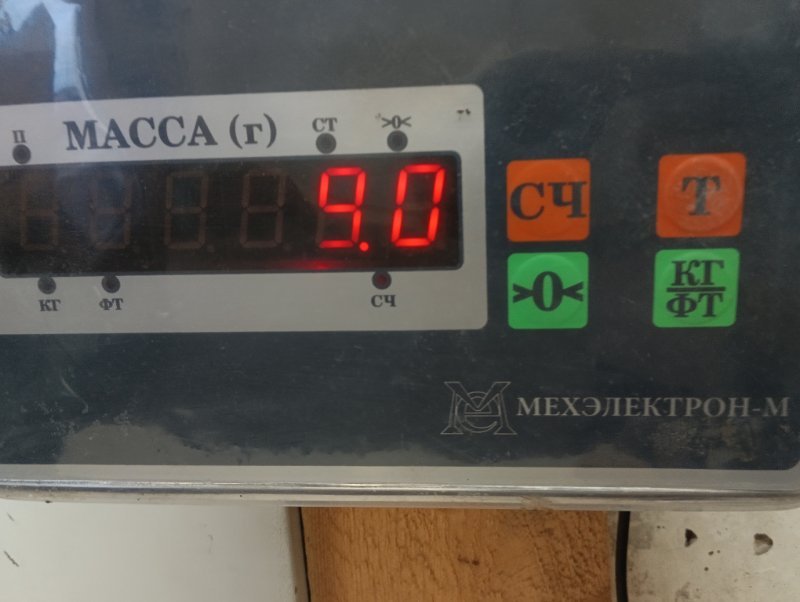 П МАССА (г) СТ >0<
9.0
КГ ФТ СЧ
СЧ Т
>0< КГ/ФТ
МЕХЭЛЕКТРОН-М